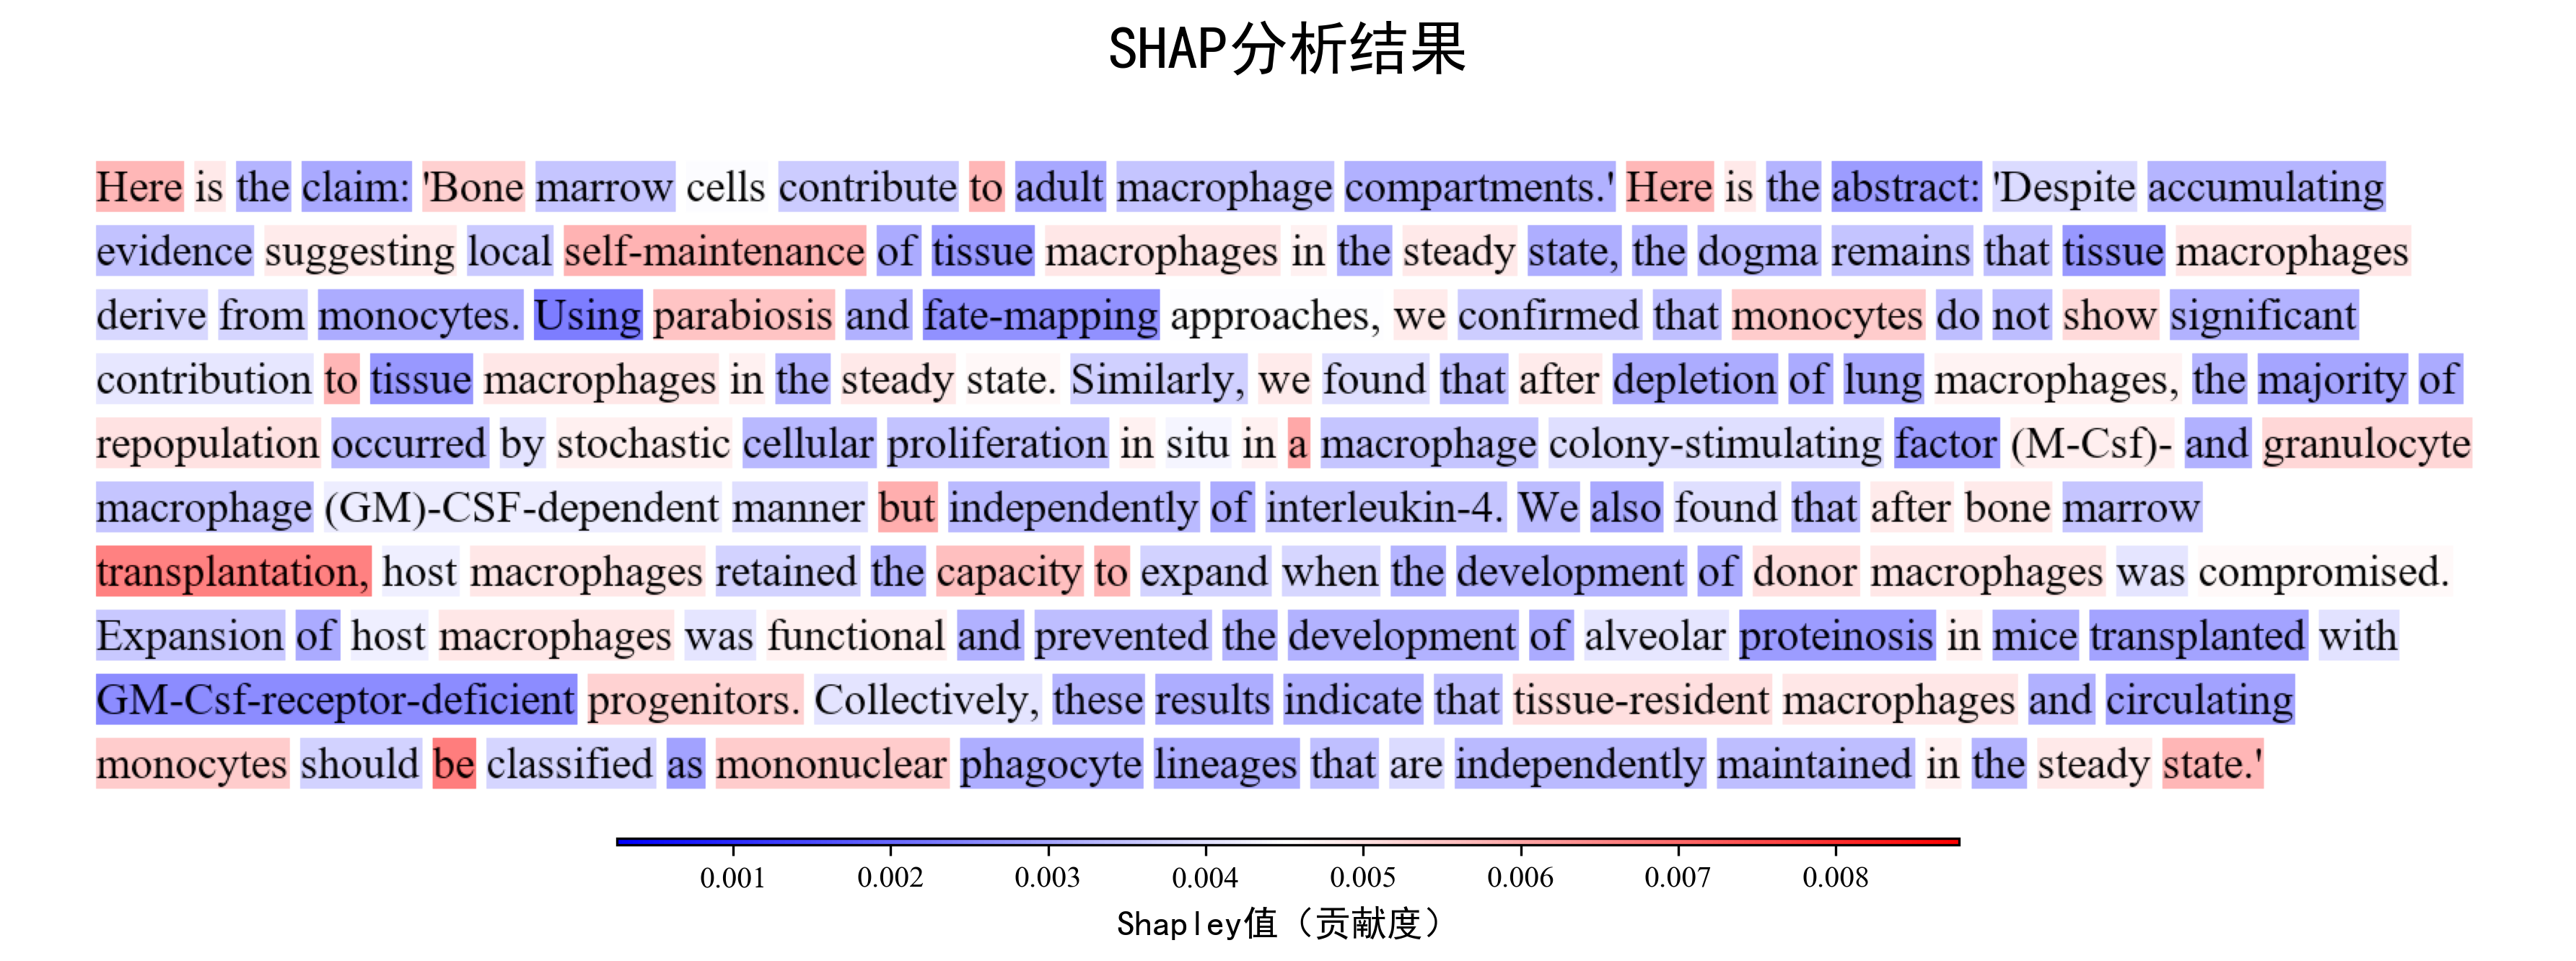 SHAP分析结果
Here is the claim: 'Bone marrow cells contribute to adult macrophage compartments.' Here is the abstract: 'Despite accumulating
evidence suggesting local self-maintenance of tissue macrophages in the steady state, the dogma remains that tissue macrophages
derive from monocytes. Using parabiosis and fate-mapping approaches, we confirmed that monocytes do not show significant
contribution to tissue macrophages in the steady state. Similarly, we found that after depletion of lung macrophages, the majority of
repopulation occurred by stochastic cellular proliferation in situ in a macrophage colony-stimulating factor (M-Csf)- and granulocyte
macrophage (GM)-CSF-dependent manner but independently of interleukin-4. We also found that after bone marrow
transplantation, host macrophages retained the capacity to expand when the development of donor macrophages was compromised.
Expansion of host macrophages was functional and prevented the development of alveolar proteinosis in mice transplanted with
GM-Csf-receptor-deficient progenitors. Collectively, these results indicate that tissue-resident macrophages and circulating
monocytes should be classified as mononuclear phagocyte lineages that are independently maintained in the steady state.'
0.001 0.002 0.003 0.004 0.005 0.006 0.007 0.008
Shapley值（贡献度）